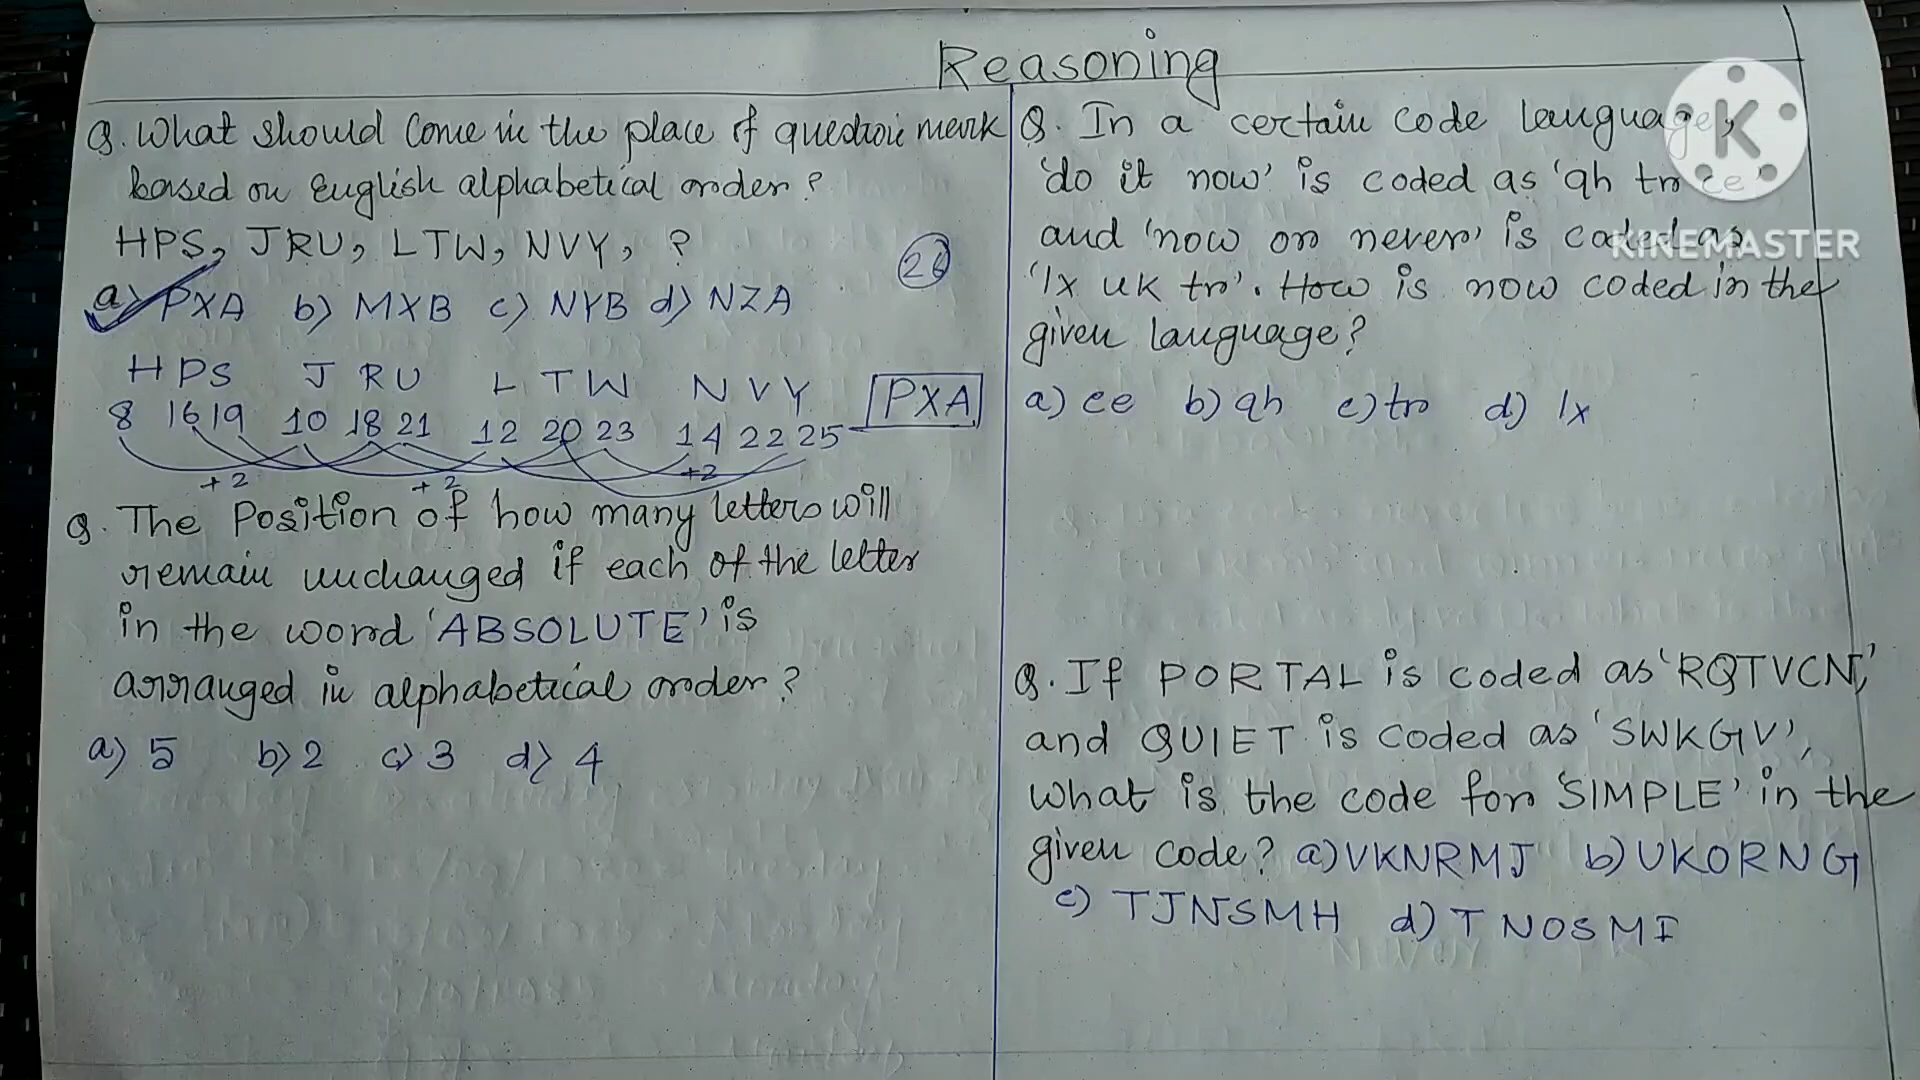 Reasoning
Q. What should Come in the place of question mark
based on English alphabetical order?
HPS, JRU, LTW, NVY, ?
26
a) PXA b) MXB c) NYB d) NZA
HPS JRU LTW NVY
8 16 19 10 18 21 12 20 23 14 22 25 PXA
+2 +2 +2
Q. The Position of how many letters will
remain unchanged if each of the letter
in the word 'ABSOLUTE' is
arranged in alphabetical order?
a) 5 b) 2 c) 3 d) 4
Q. In a certain code language,
'do it now' is coded as 'qh tr ce'
and 'now or never' is coded as
'lx uk tr'. How is now coded in the
given language?
a) ce b) qh c) tr d) lx
Q. If PORTAL is coded as 'RQTVCN,'
and QUIET is coded as 'SWKGV',
What is the code for 'SIMPLE' in the
given code? a) VKNRMJ b) UKORNG
c) TJNSMH d) TNOSMI
K
KINEMASTER